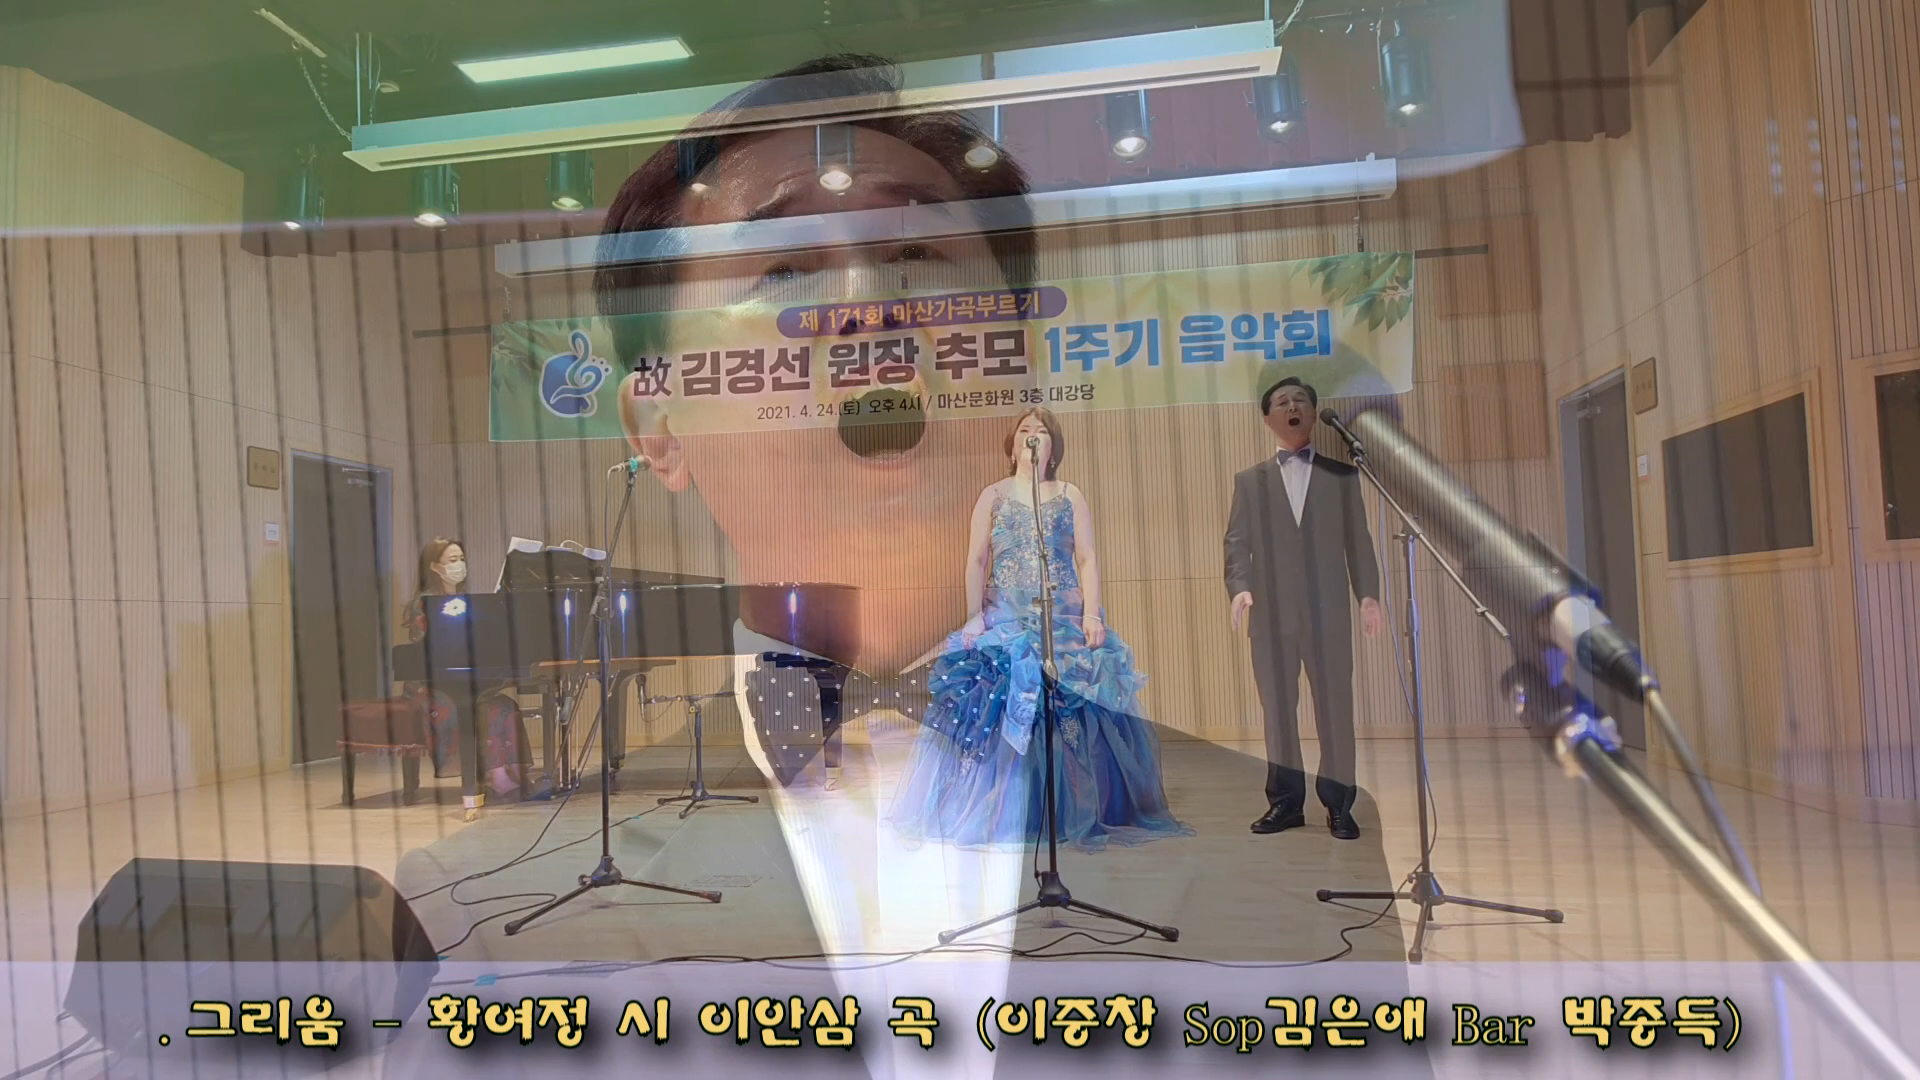 제 171회 마산가곡부르기
故 김경선 원장 추모 1주기 음악회
2021. 4. 24.(토) 오후 4시 / 마산문화원 3층 대강당
. 그리움 - 황여정 시 이안삼 곡 (이중창 Sop김은애 Bar 박중득)